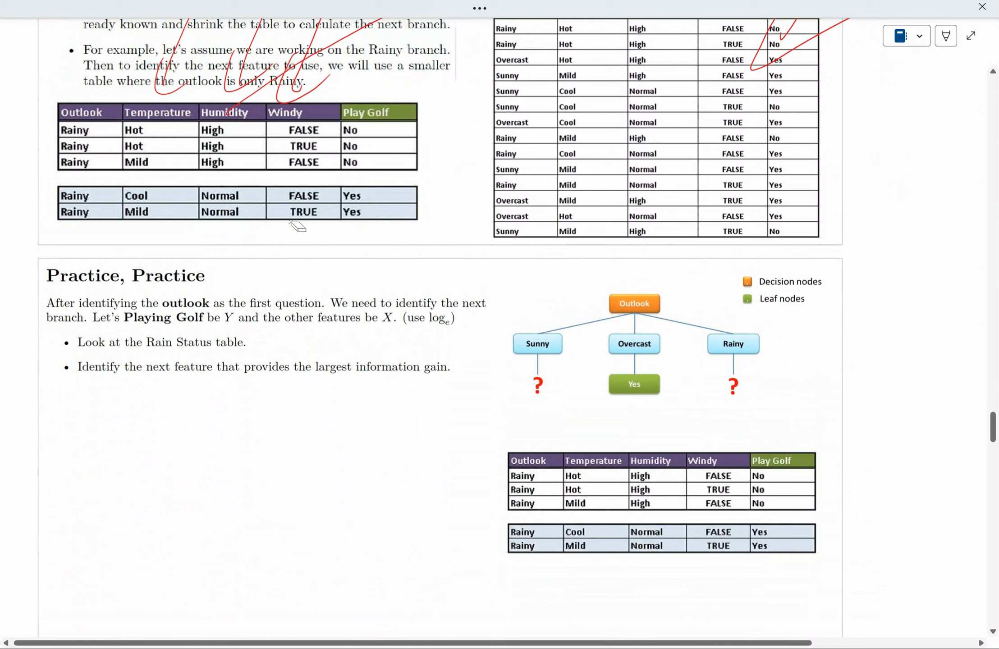 ready known and shrink the table to calculate the next branch.
• For example, let's assume we are working on the Rainy branch.
Then to identify the next feature to use, we will use a smaller
table where the outlook is only Rainy.
Outlook Temperature Humidity Windy Play Golf
Rainy Hot High FALSE No
Rainy Hot High TRUE No
Rainy Mild High FALSE No
Rainy Cool Normal FALSE Yes
Rainy Mild Normal TRUE Yes
Rainy Hot High FALSE No
Rainy Hot High TRUE No
Overcast Hot High FALSE Yes
Sunny Mild High FALSE Yes
Sunny Cool Normal FALSE Yes
Sunny Cool Normal TRUE No
Overcast Cool Normal TRUE Yes
Rainy Mild High FALSE No
Rainy Cool Normal FALSE Yes
Sunny Mild Normal FALSE Yes
Rainy Mild Normal TRUE Yes
Overcast Mild High TRUE Yes
Overcast Hot Normal FALSE Yes
Sunny Mild High TRUE No
Practice, Practice
After identifying the outlook as the first question. We need to identify the next
branch. Let's Playing Golf be Y and the other features be X. (use logₑ)
• Look at the Rain Status table.
• Identify the next feature that provides the largest information gain.
Decision nodes
Leaf nodes
Outlook
Sunny Overcast Rainy
? Yes ?
Outlook Temperature Humidity Windy Play Golf
Rainy Hot High FALSE No
Rainy Hot High TRUE No
Rainy Mild High FALSE No
Rainy Cool Normal FALSE Yes
Rainy Mild Normal TRUE Yes